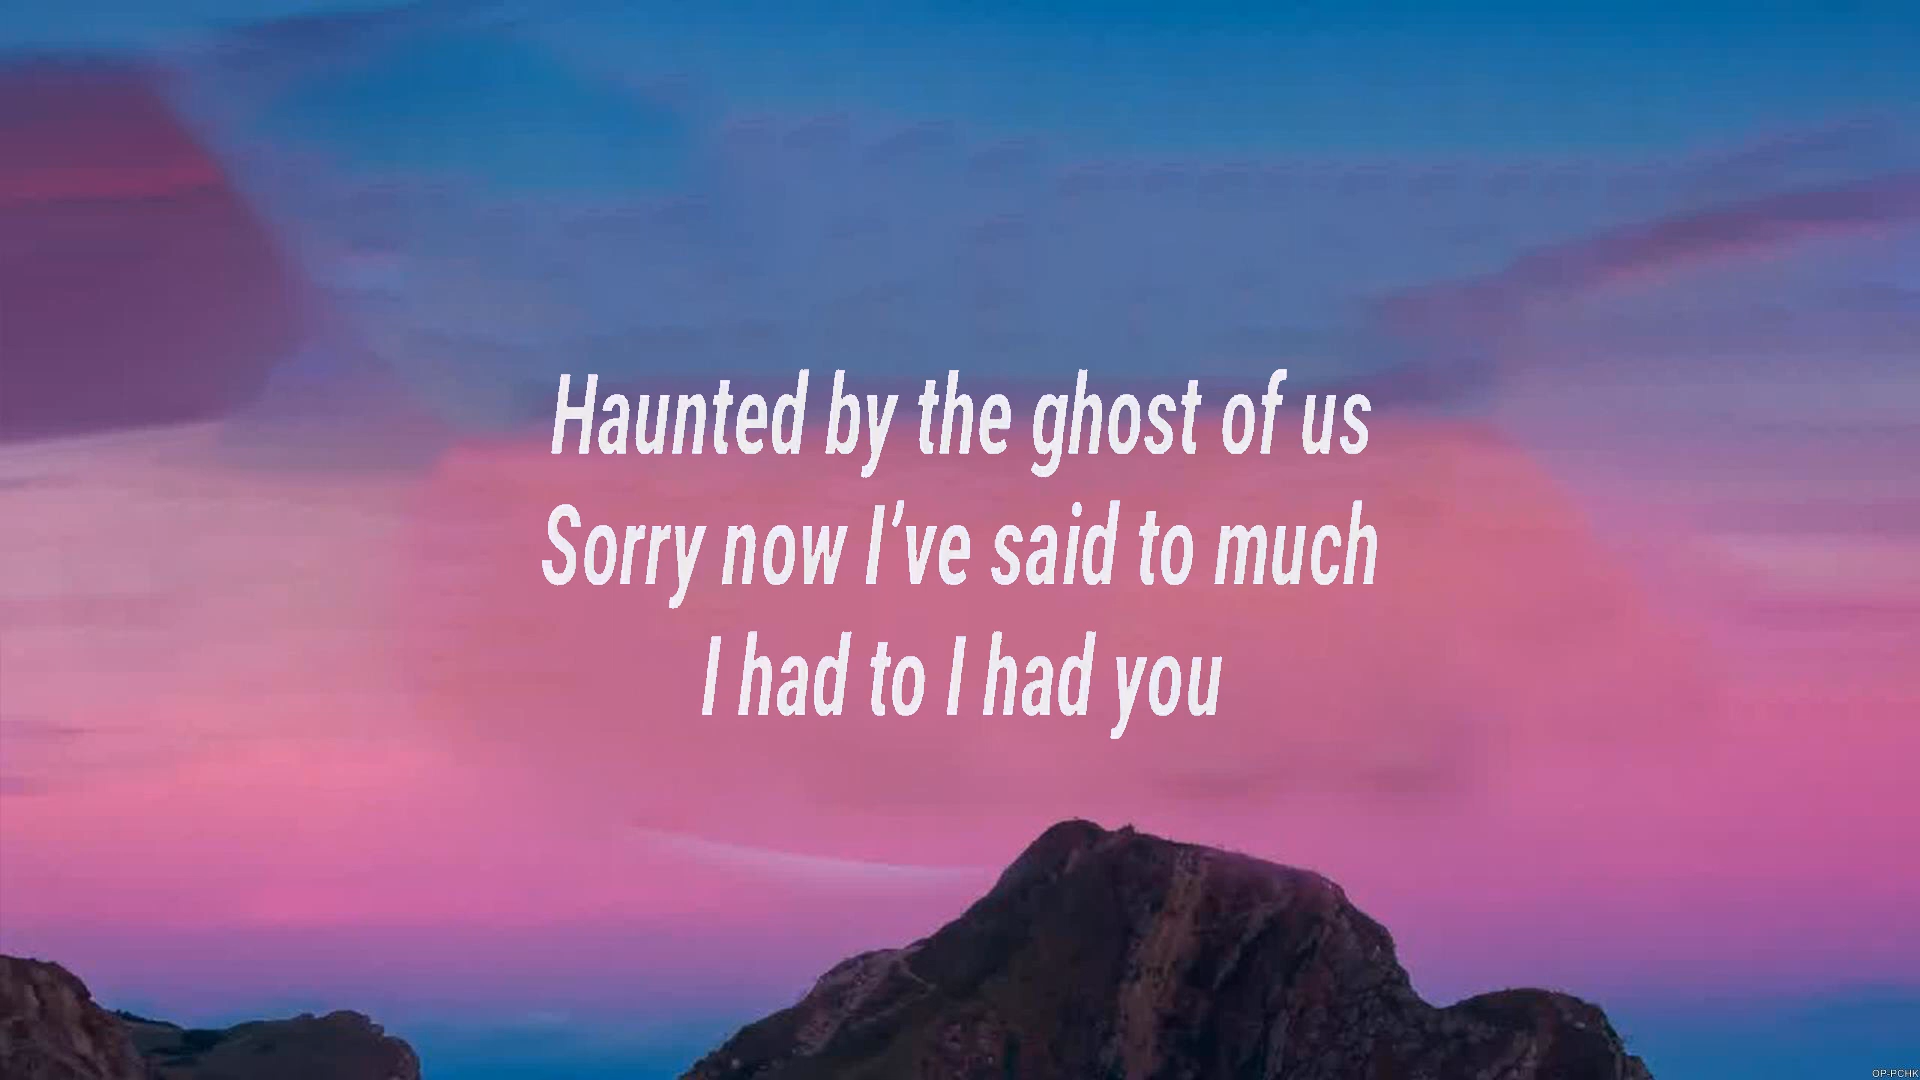 Haunted by the ghost of us
Sorry now I’ve said to much
I had to I had you
OP-PCHK